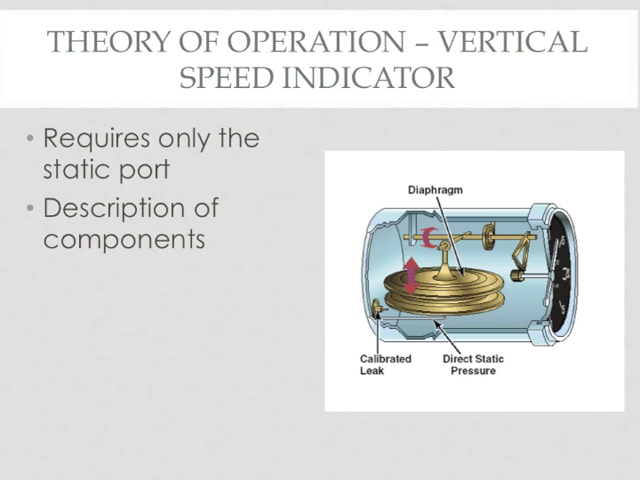 THEORY OF OPERATION – VERTICAL
SPEED INDICATOR
• Requires only the
static port
• Description of
components
Diaphragm
Calibrated
Leak
Direct Static
Pressure